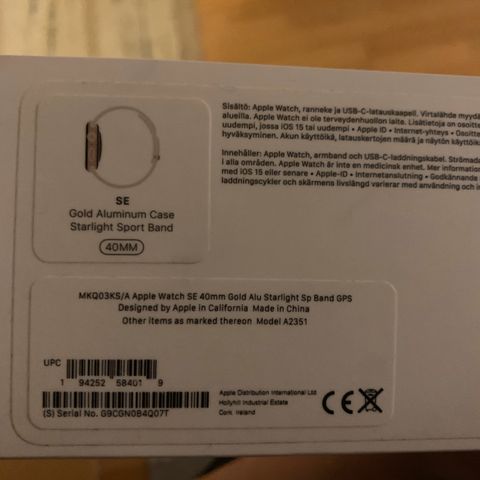 SE
Gold Aluminum Case
Starlight Sport Band
40MM
Sisältö: Apple Watch, ranneke ja USB-C-latauskaapeli. Virtalähde myydä
alueilla. Apple Watch ei ole terveydenhuollon laite. Lisätietoja on osoitte
uudempi, jossa iOS 15 tai uudempi • Apple ID • Internet-yhteys • Osoitte
hyväksyminen. Akun käyttöikä, latauskertojen määrä ja näytön käyttöikä
Innehåller: Apple Watch, armband och USB-C-laddningskabel. Strömada
i alla områden. Apple Watch är inte en medicinsk enhet. Mer information
med iOS 15 eller senare • Apple-ID • Internetanslutning • Godkännande
laddningscykler och skärmens livslängd varierar med användning och in
MKQ03KS/A Apple Watch SE 40mm Gold Alu Starlight Sp Band GPS
Designed by Apple in California Made in China
Other items as marked thereon Model A2351
UPC
1 94252 58401 9
(S) Serial No. G9CGN0B4Q07T
Apple Distribution International Ltd
Hollyhill Industrial Estate
Cork, Ireland
CE